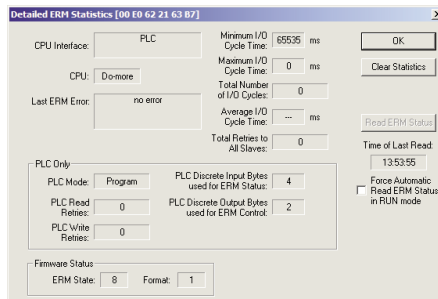 Detailed ERM Statistics [00 E0 62 21 63 B7]
CPU Interface: PLC
CPU: Do-more
Last ERM Error: no error
Minimum I/O Cycle Time: 65535 ms
Maximum I/O Cycle Time: 0 ms
Total Number of I/O Cycles: 0
Average I/O Cycle Time: --- ms
Total Retries to All Slaves: 0
OK
Clear Statistics
Read ERM Status
Time of Last Read:
13:53:55
Force Automatic Read ERM Status in RUN mode
PLC Only
PLC Mode: Program
PLC Read Retries: 0
PLC Write Retries: 0
PLC Discrete Input Bytes used for ERM Status: 4
PLC Discrete Output Bytes used for ERM Control: 2
Firmware Status
ERM State: 8 Format: 1